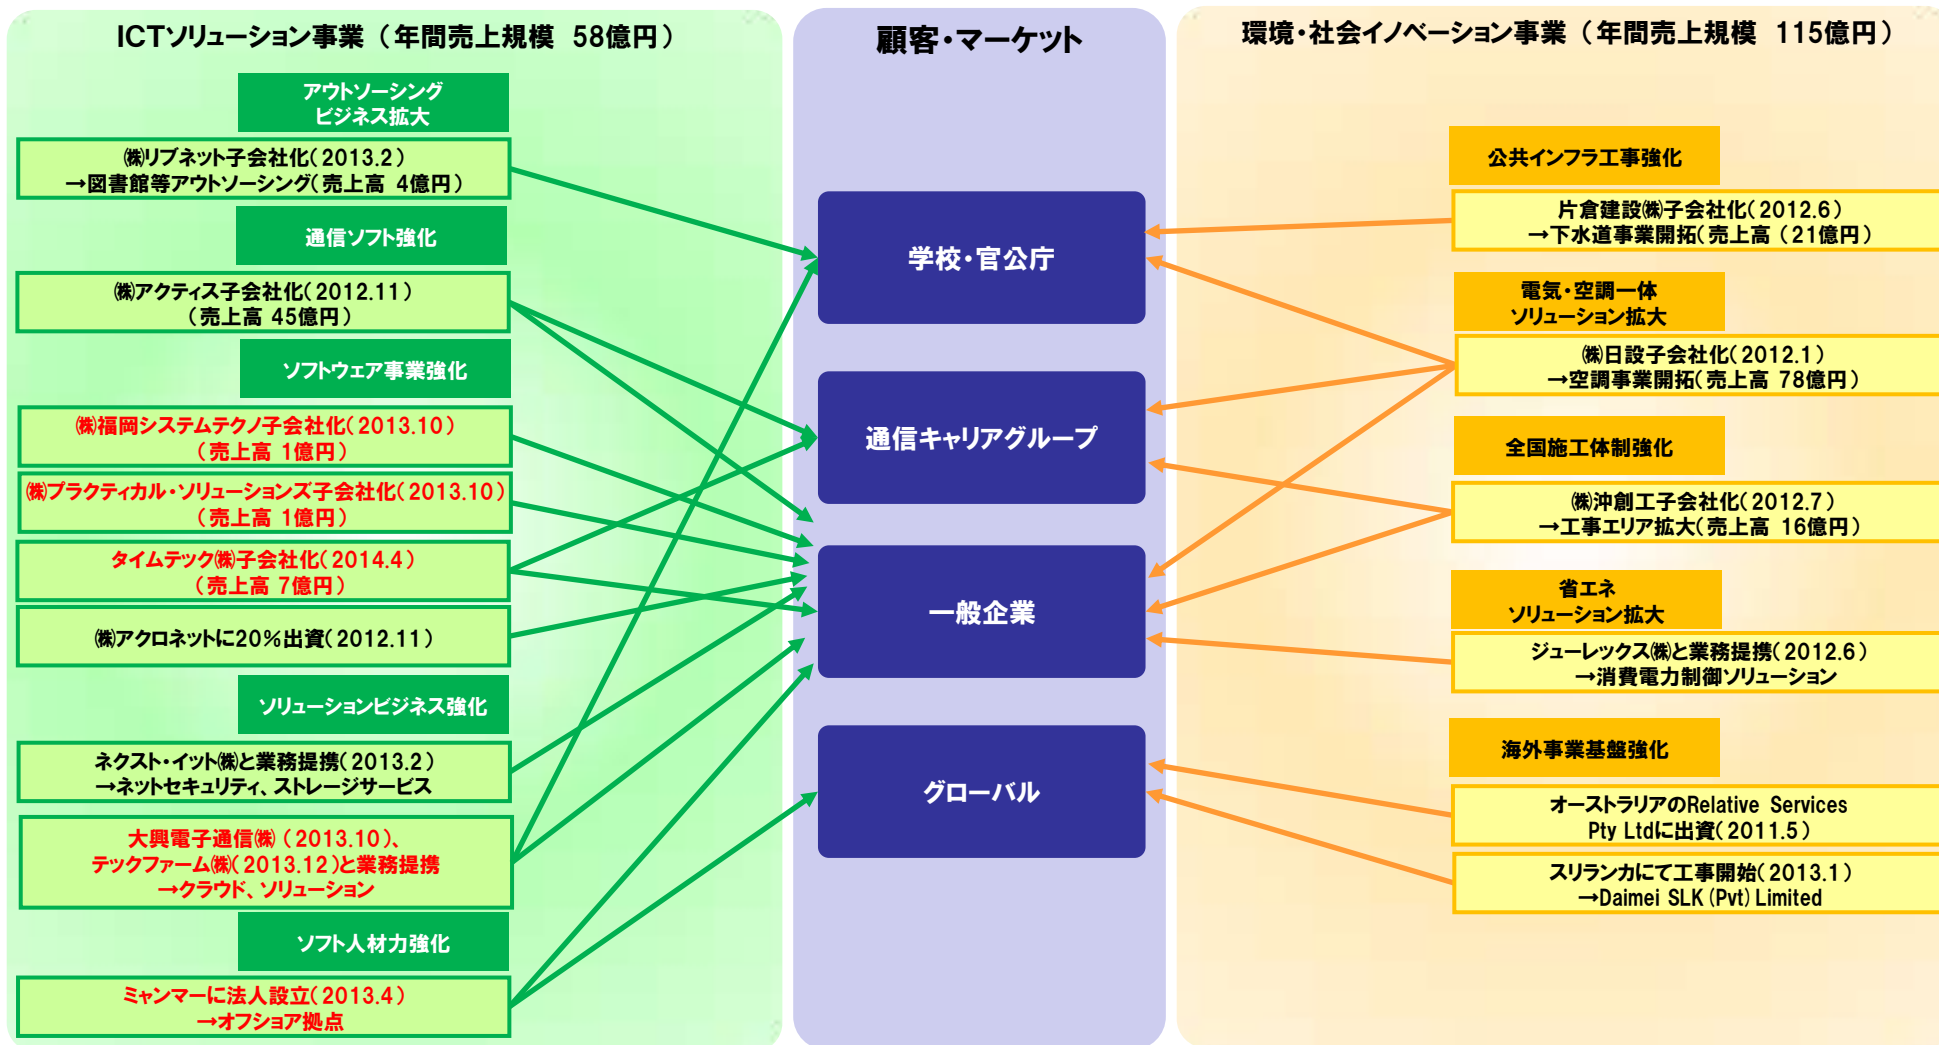 ICTソリューション事業（年間売上規模 58億円）
アウトソーシング
ビジネス拡大
㈱リブネット子会社化（2013.2）
→図書館等アウトソーシング（売上高 4億円）
通信ソフト強化
㈱アクティス子会社化（2012.11）
（売上高 45億円）
ソフトウェア事業強化
㈱福岡システムテクノ子会社化（2013.10）
（売上高 1億円）
㈱プラクティカル・ソリューションズ子会社化（2013.10）
（売上高 1億円）
タイムテック㈱子会社化（2014.4）
（売上高 7億円）
㈱アクロネットに20％出資（2012.11）
ソリューションビジネス強化
ネクスト・イット㈱と業務提携（2013.2）
→ネットセキュリティ、ストレージサービス
大興電子通信㈱（2013.10）、
テックファーム㈱（2013.12）と業務提携
→クラウド、ソリューション
ソフト人材力強化
ミャンマーに法人設立（2013.4）
→オフショア拠点
顧客・マーケット
学校・官公庁
通信キャリアグループ
一般企業
グローバル
環境・社会イノベーション事業（年間売上規模 115億円）
公共インフラ工事強化
片倉建設㈱子会社化（2012.6）
→下水道事業開拓（売上高（21億円）
電気・空調一体
ソリューション拡大
㈱日設子会社化（2012.1）
→空調事業開拓（売上高 78億円）
全国施工体制強化
㈱沖創工子会社化（2012.7）
→工事エリア拡大（売上高 16億円）
省エネ
ソリューション拡大
ジューレックス㈱と業務提携（2012.6）
→消費電力制御ソリューション
海外事業基盤強化
オーストラリアのRelative Services
Pty Ltdに出資（2011.5）
スリランカにて工事開始（2013.1）
→Daimei SLK (Pvt) Limited